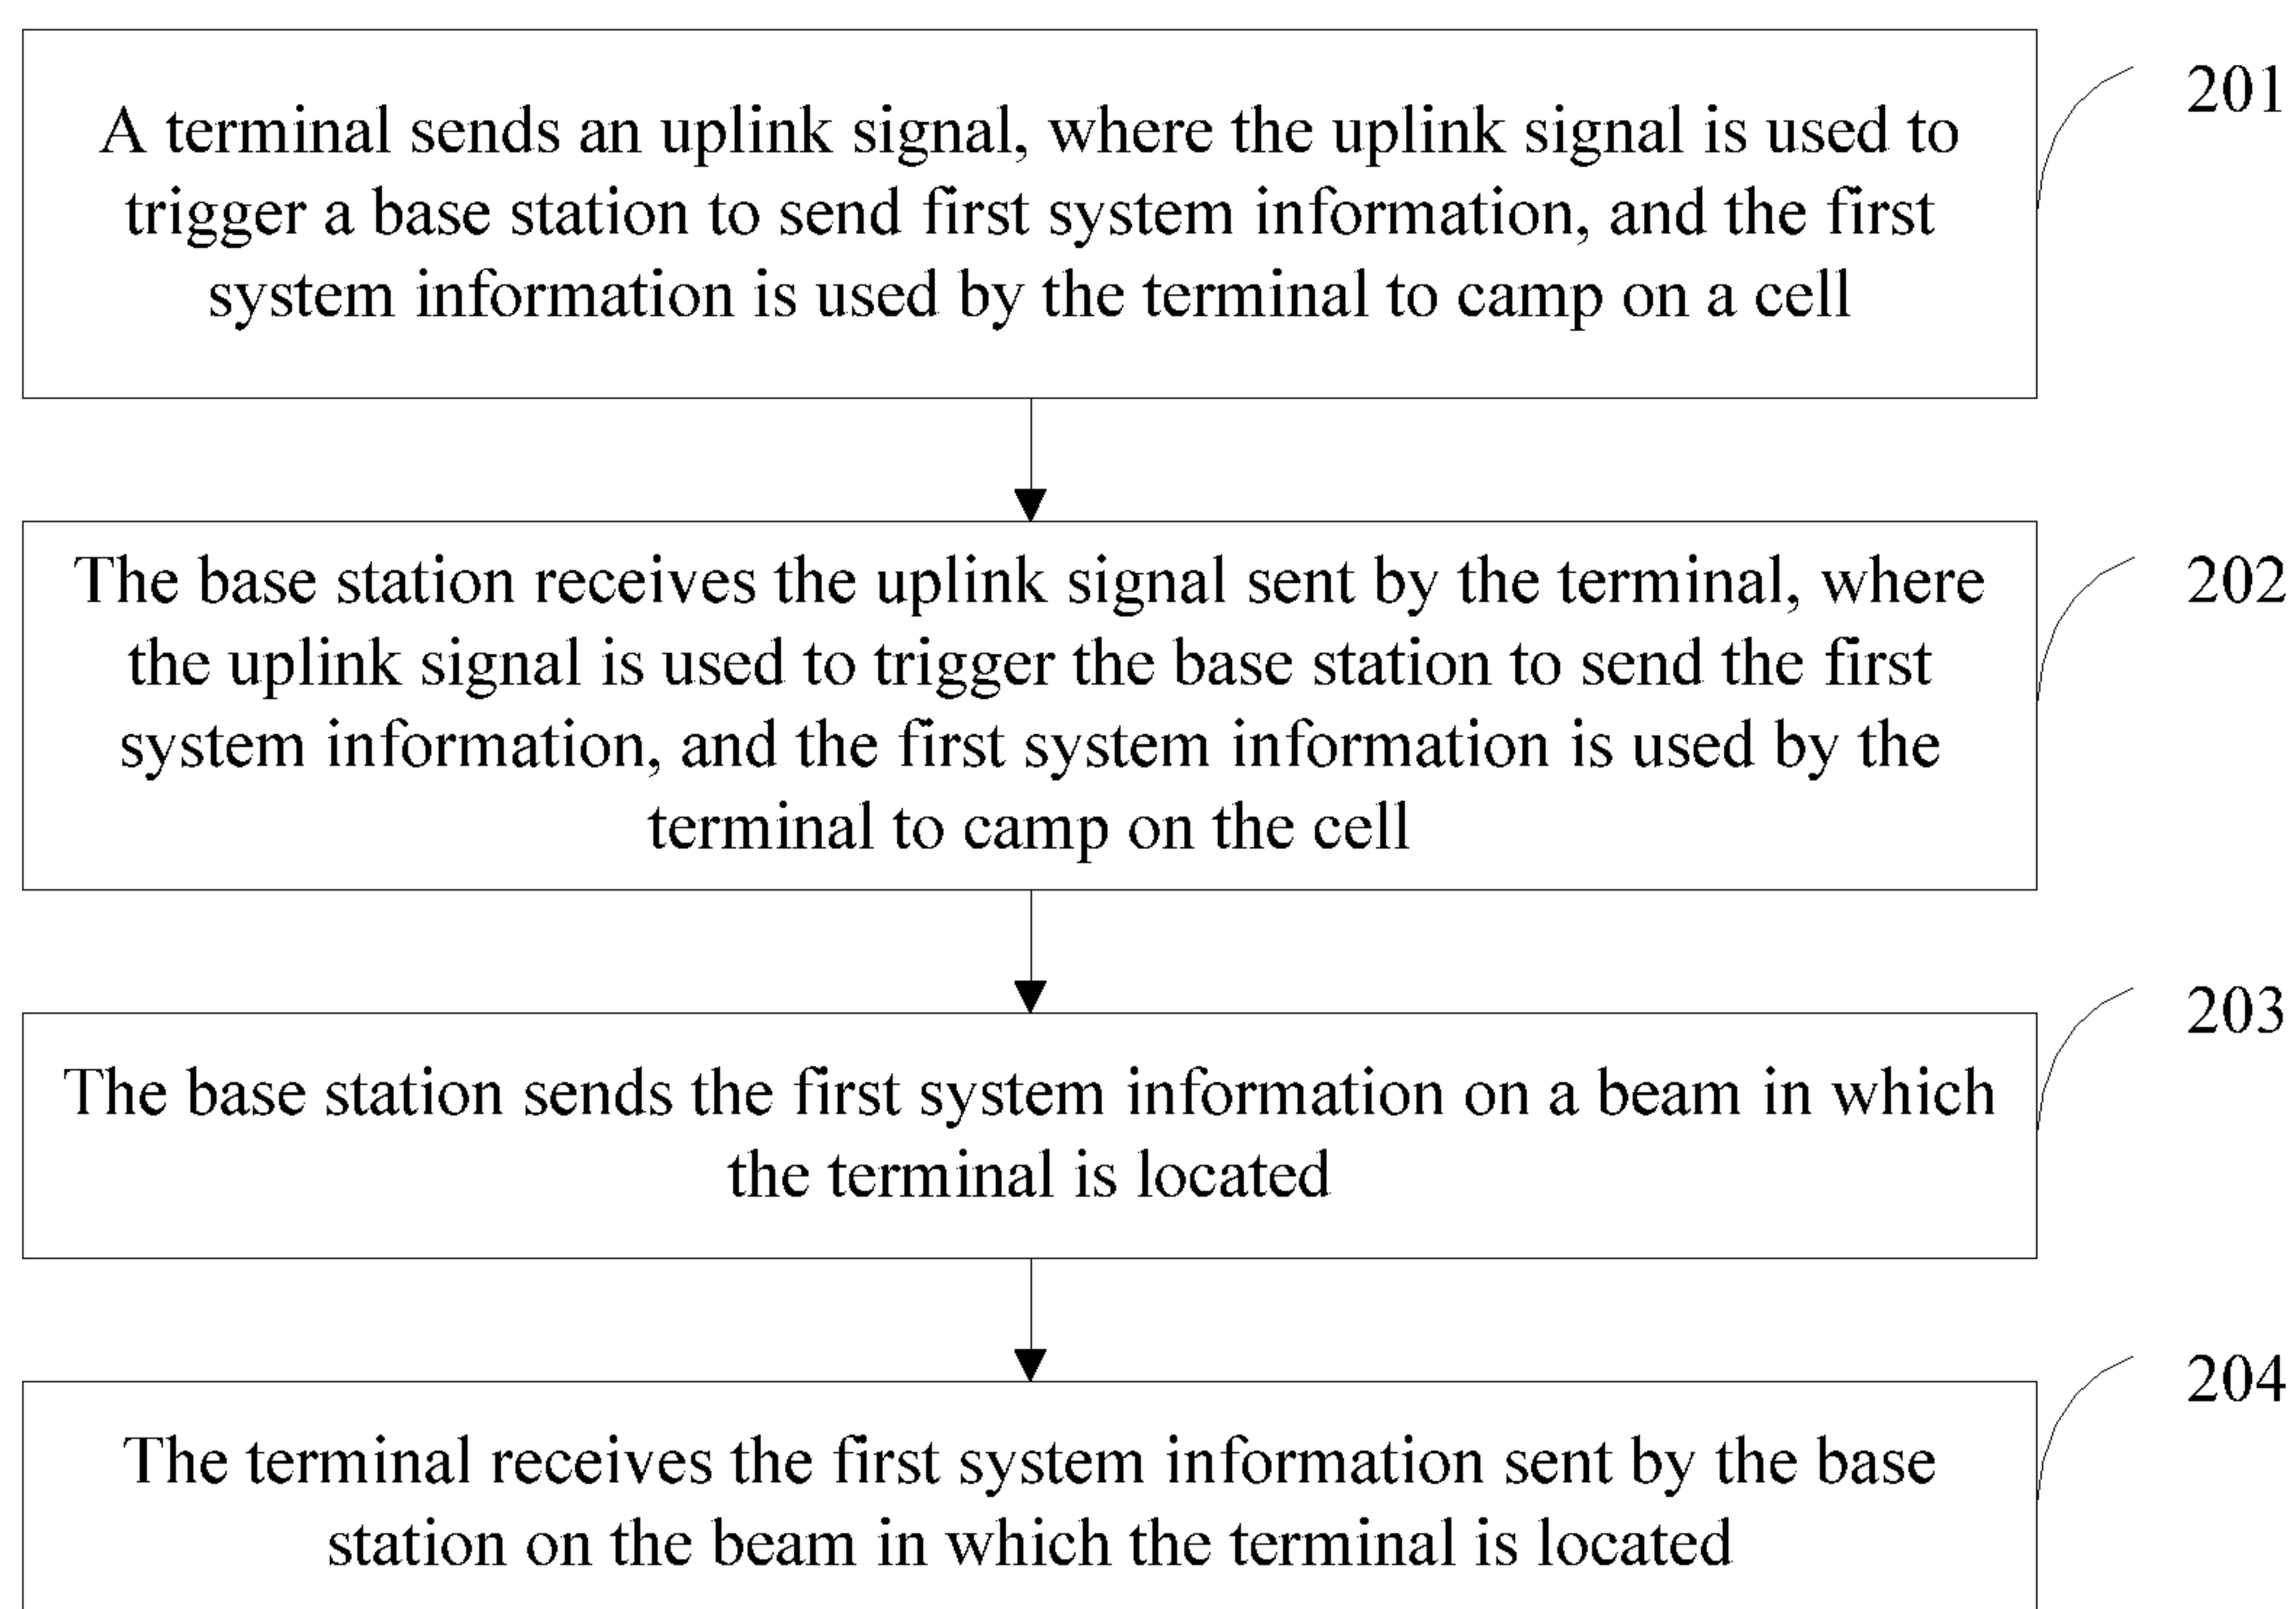 A terminal sends an uplink signal, where the uplink signal is used to
trigger a base station to send first system information, and the first
system information is used by the terminal to camp on a cell
201
The base station receives the uplink signal sent by the terminal, where
the uplink signal is used to trigger the base station to send the first
system information, and the first system information is used by the
terminal to camp on the cell
202
The base station sends the first system information on a beam in which
the terminal is located
203
The terminal receives the first system information sent by the base
station on the beam in which the terminal is located
204